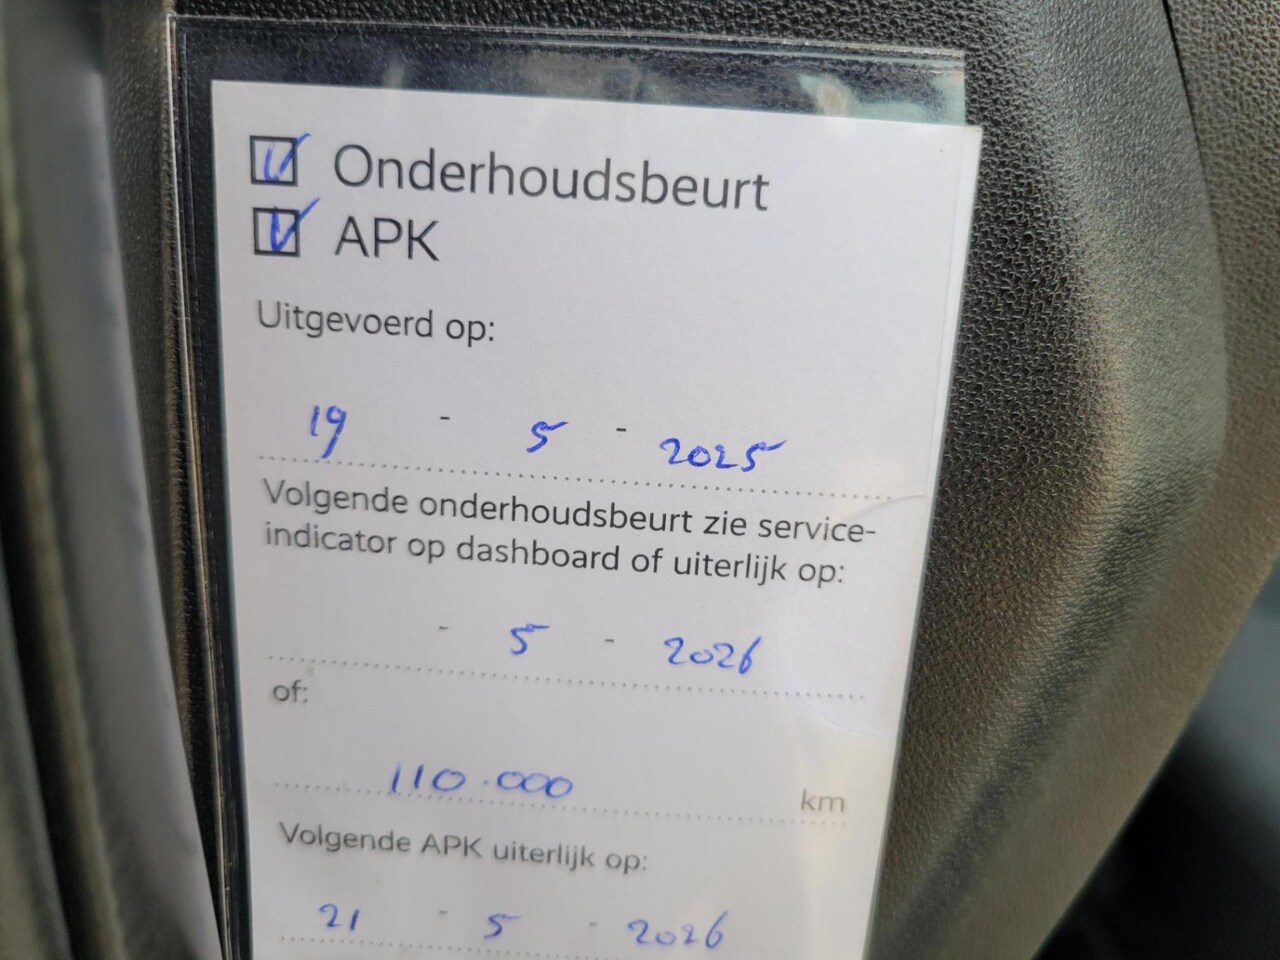 Onderhoudsbeurt
APK
Uitgevoerd op:
19 - 5 - 2025
Volgende onderhoudsbeurt zie service-
indicator op dashboard of uiterlijk op:
- 5 - 2026
of:
110.000 km
Volgende APK uiterlijk op:
21 - 5 - 2026